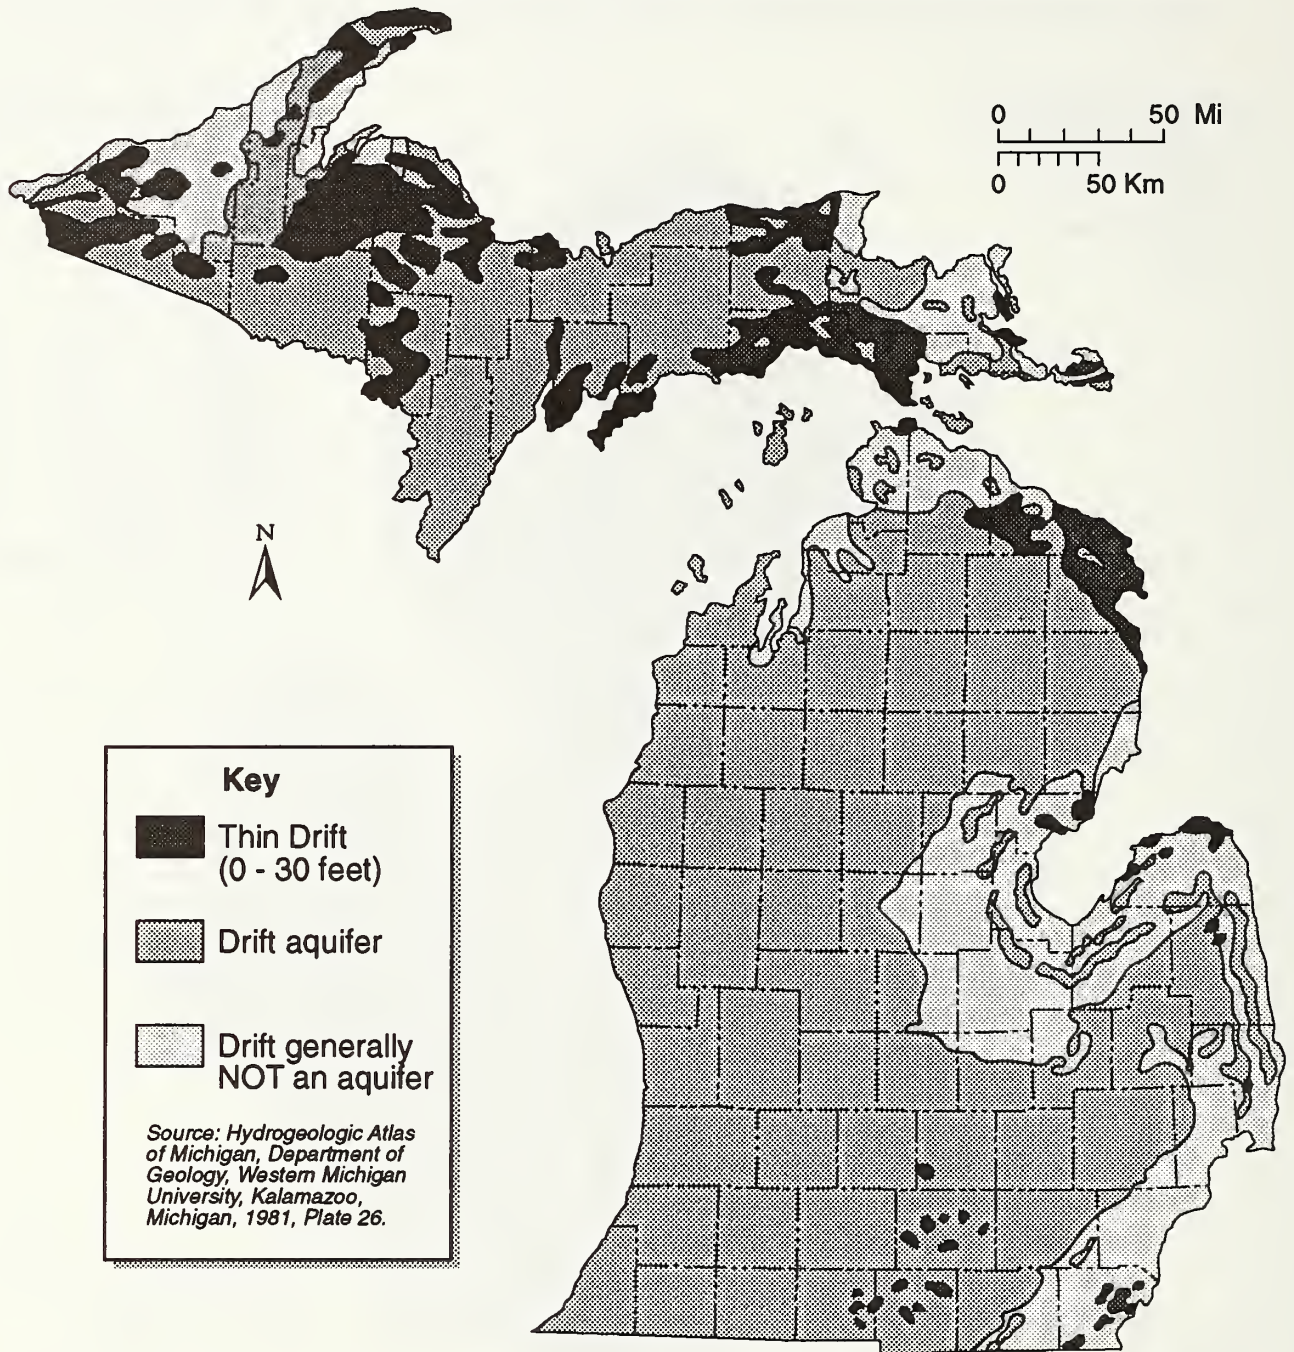 0 50 Mi
0 50 Km
N
Key
Thin Drift
(0 - 30 feet)
Drift aquifer
Drift generally
NOT an aquifer
Source: Hydrogeologic Atlas
of Michigan, Department of
Geology, Western Michigan
University, Kalamazoo,
Michigan, 1981, Plate 26.